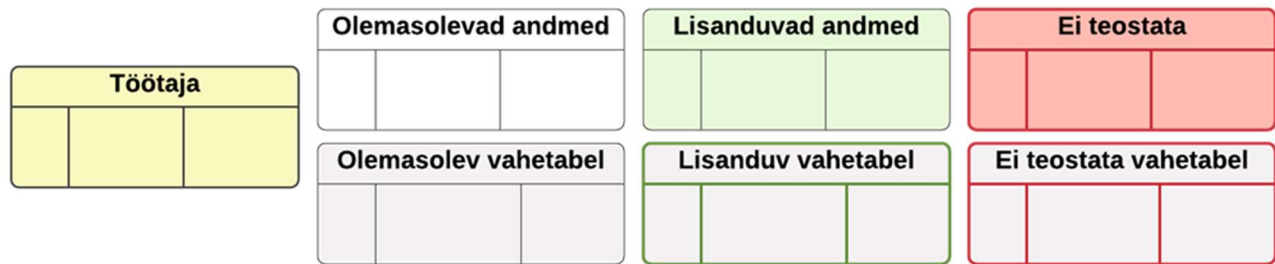 Olemasolevad andmed
Lisanduvad andmed
Ei teostata
Töötaja
Olemasolev vahetabel
Lisanduv vahetabel
Ei teostata vahetabel